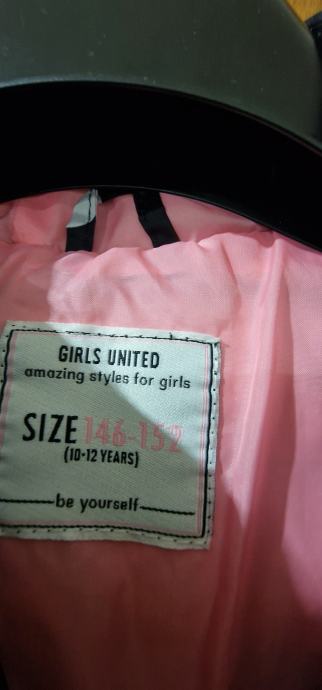 GIRLS UNITED
amazing styles for girls
SIZE 146-152
(10-12 YEARS)
be yourself